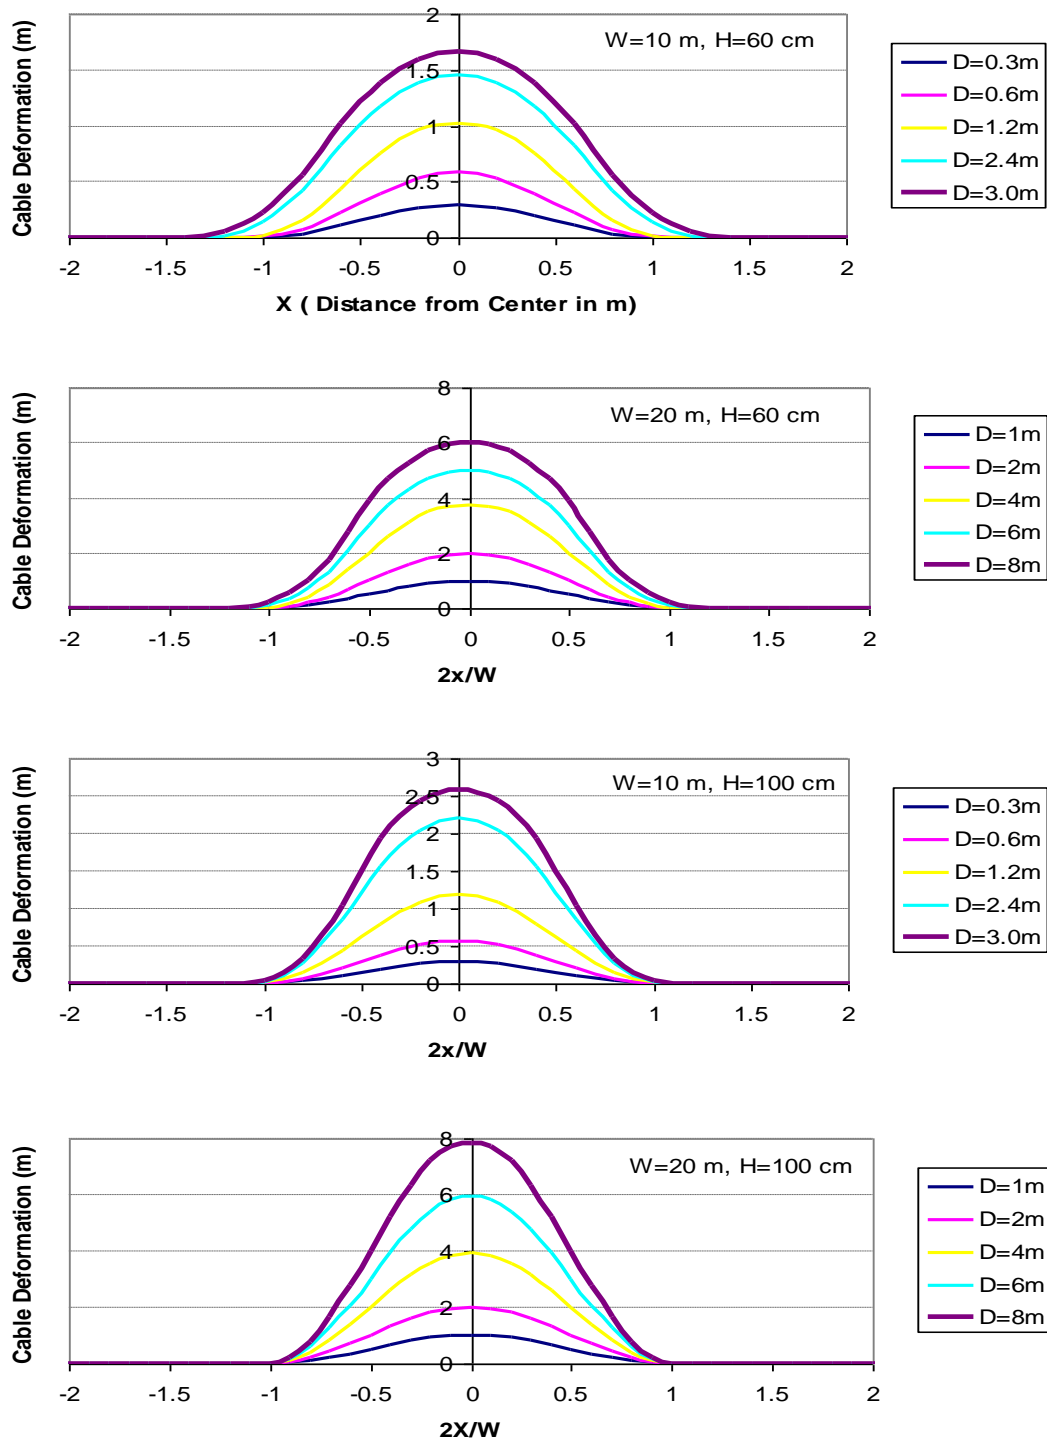 Cable Deformation (m)
W=10 m, H=60 cm
2
1.5
1
0.5
0
-2 -1.5 -1 -0.5 0 0.5 1 1.5 2
X ( Distance from Center in m)
D=0.3m
D=0.6m
D=1.2m
D=2.4m
D=3.0m
Cable Deformation (m)
W=20 m, H=60 cm
8
6
4
2
0
-2 -1.5 -1 -0.5 0 0.5 1 1.5 2
2x/W
D=1m
D=2m
D=4m
D=6m
D=8m
Cable Deformation (m)
W=10 m, H=100 cm
3
2.5
2
1.5
1
0.5
0
-2 -1.5 -1 -0.5 0 0.5 1 1.5 2
2x/W
D=0.3m
D=0.6m
D=1.2m
D=2.4m
D=3.0m
Cable Deformation (m)
W=20 m, H=100 cm
8
6
4
2
0
-2 -1.5 -1 -0.5 0 0.5 1 1.5 2
2X/W
D=1m
D=2m
D=4m
D=6m
D=8m